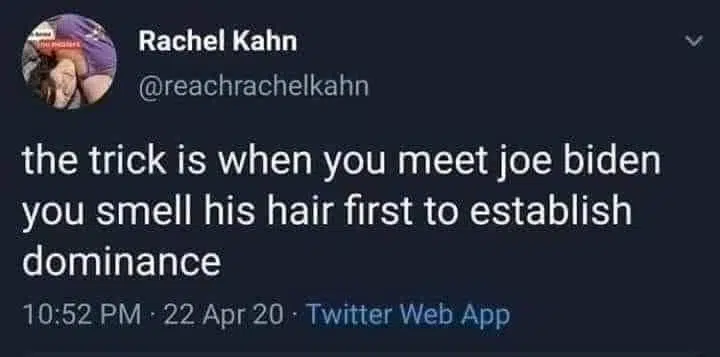 Rachel Kahn
@reachrachelkahn
the trick is when you meet joe biden
you smell his hair first to establish
dominance
10:52 PM · 22 Apr 20 · Twitter Web App